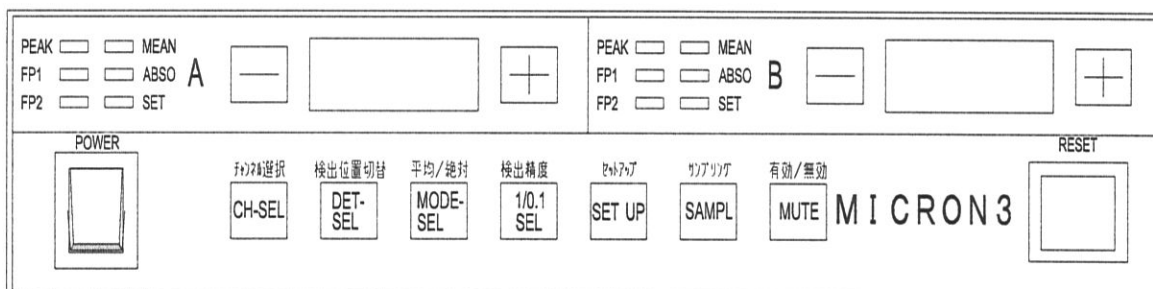 PEAK MEAN
FP1 ABSO
FP2 SET
A
PEAK MEAN
FP1 ABSO
FP2 SET
B
POWER
ﾁｬﾝﾈﾙ選択
CH-SEL
検出位置切替
DET-
SEL
平均/絶対
MODE-
SEL
検出精度
1/0.1
SEL
ｾｯﾄｱｯﾌﾟ
SET UP
ｻﾝﾌﾟﾘﾝｸﾞ
SAMPL
有効/無効
MUTE
MICRON3
RESET